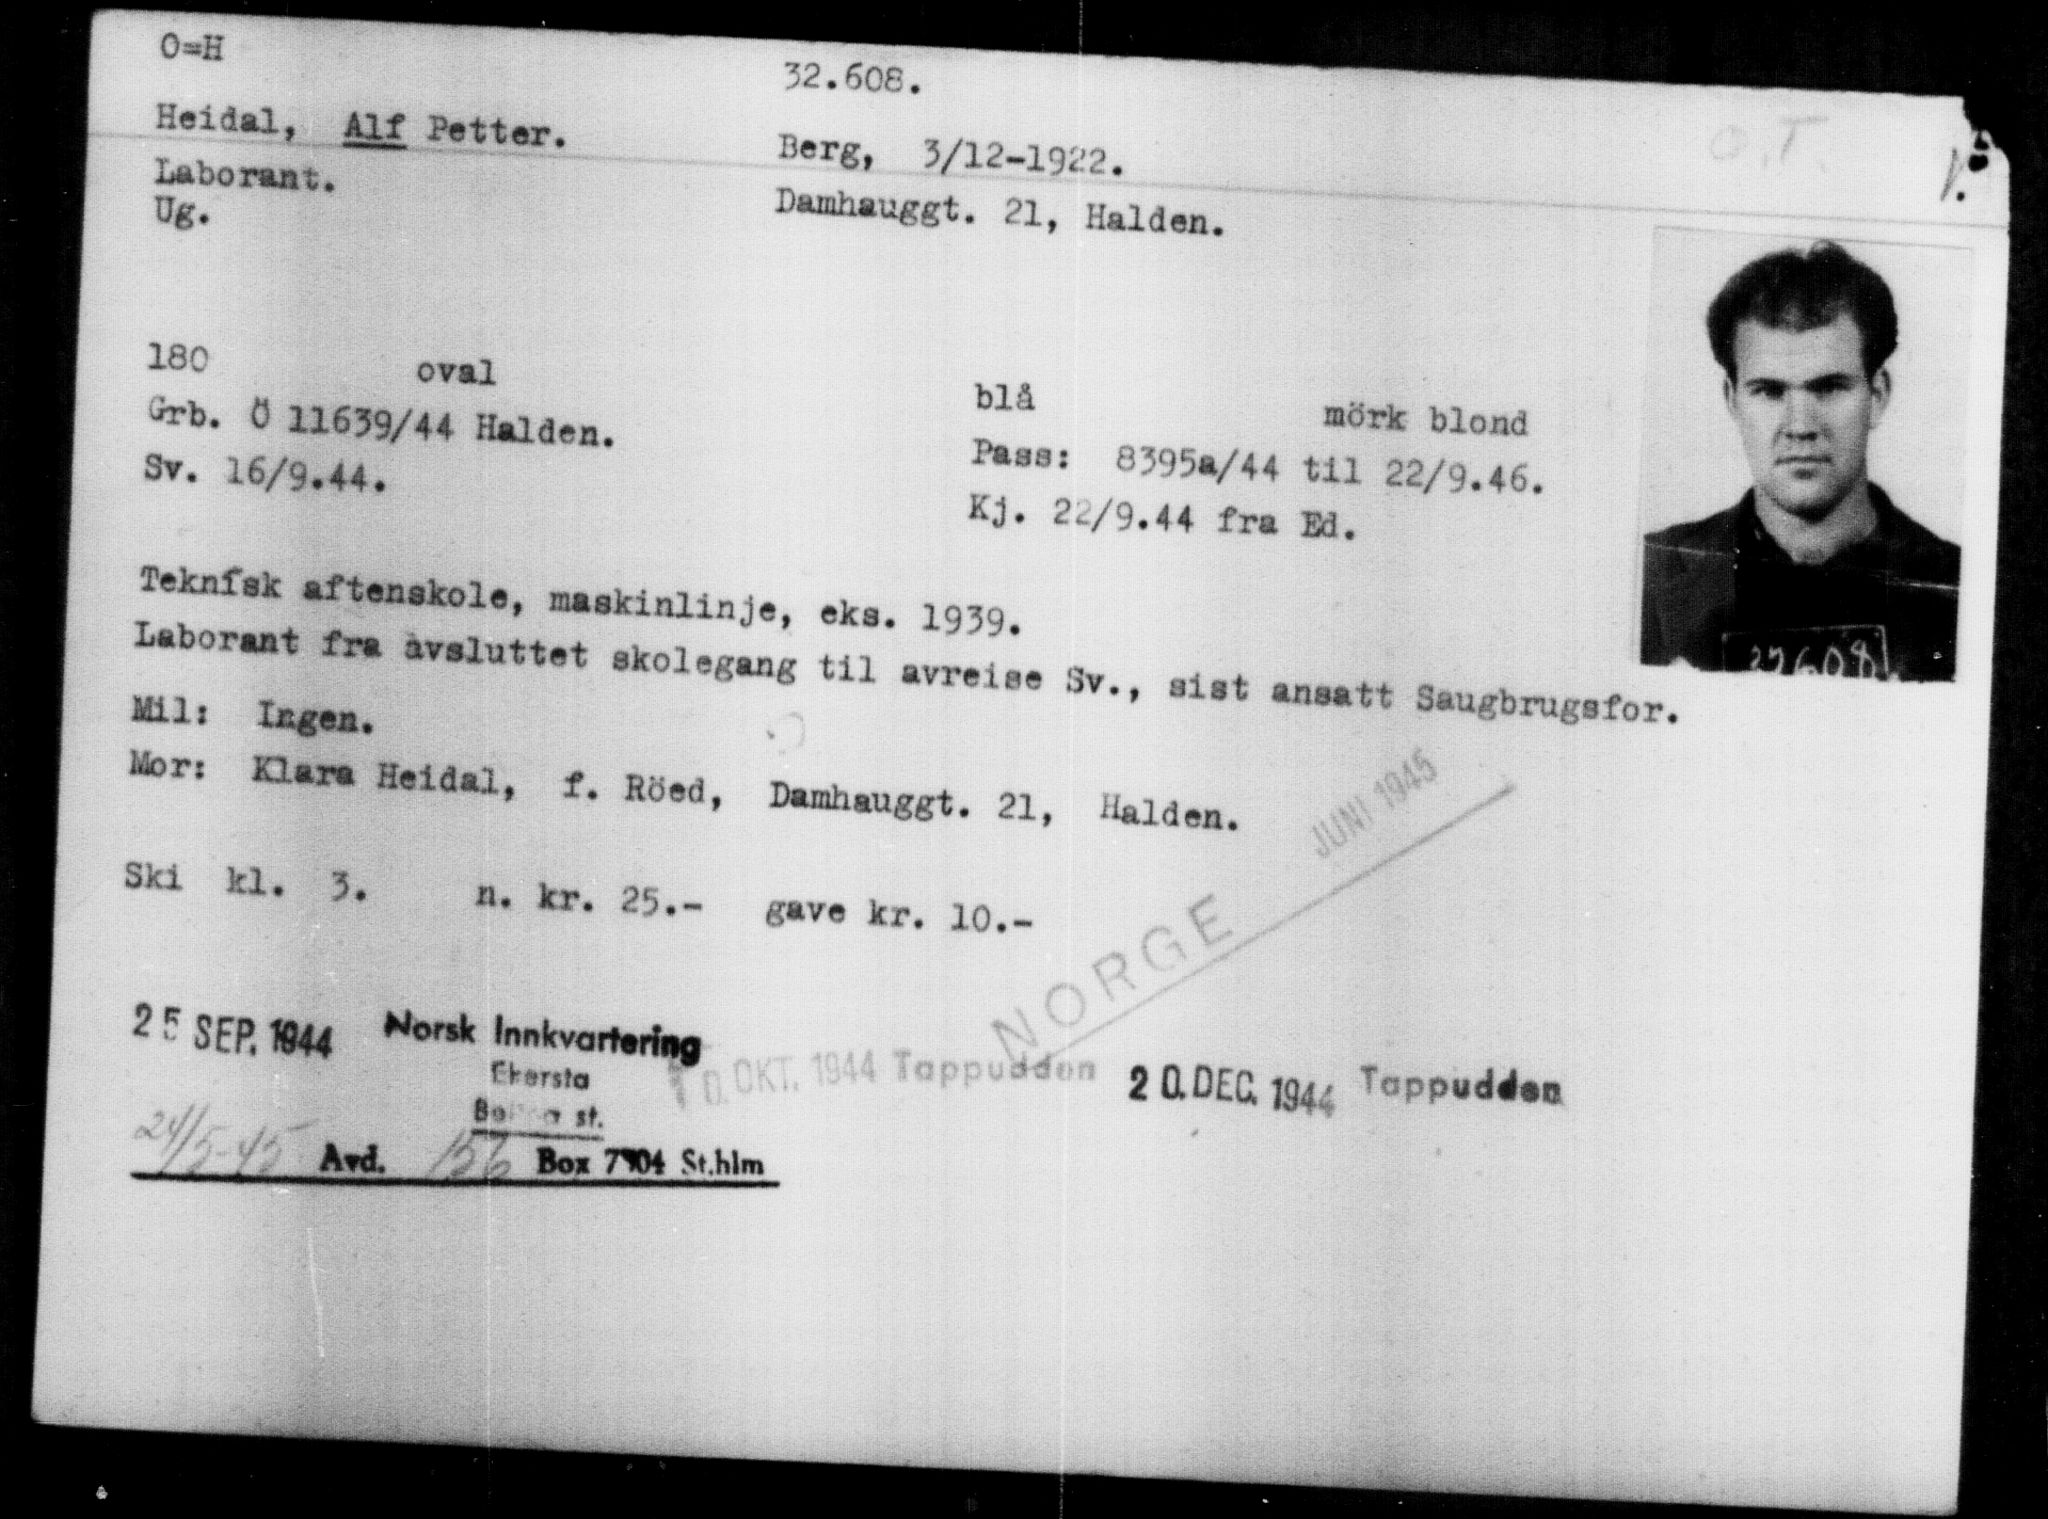 O=H
32.608.
O.T.
Heidal, Alf Petter.
Berg, 3/12-1922.
Laborant.
Damhauggt. 21, Halden.
Ug.
180 oval blå mörk blond
Grb. Ö 11639/44 Halden. Pass: 8395a/44 til 22/9.46.
Sv. 16/9.44. Kj. 22/9.44 fra Ed.
32608
Teknisk aftenskole, maskinlinje, eks. 1939.
Laborant fra avsluttet skolegang til avreise Sv., sist ansatt Saugbrugsfor.
Mil: Ingen.
Mor: Klara Heidal, f. Röed, Damhauggt. 21, Halden.
JUNI 1945
NORGE
Ski kl. 3. n. kr. 25.- gave kr. 10.-
25 SEP. 1944 Norsk Innkvartering
10. OKT. 1944 Tappudden 20. DEC. 1944 Tappudden
st.
24/5-45 Avd. 156 Box 7904 St.hlm